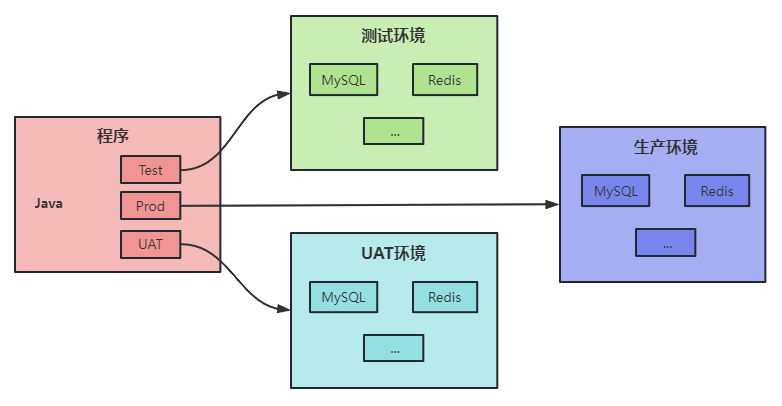 程序
Java
Test
Prod
UAT
测试环境
MySQL
Redis
...
UAT环境
MySQL
Redis
...
生产环境
MySQL
Redis
...